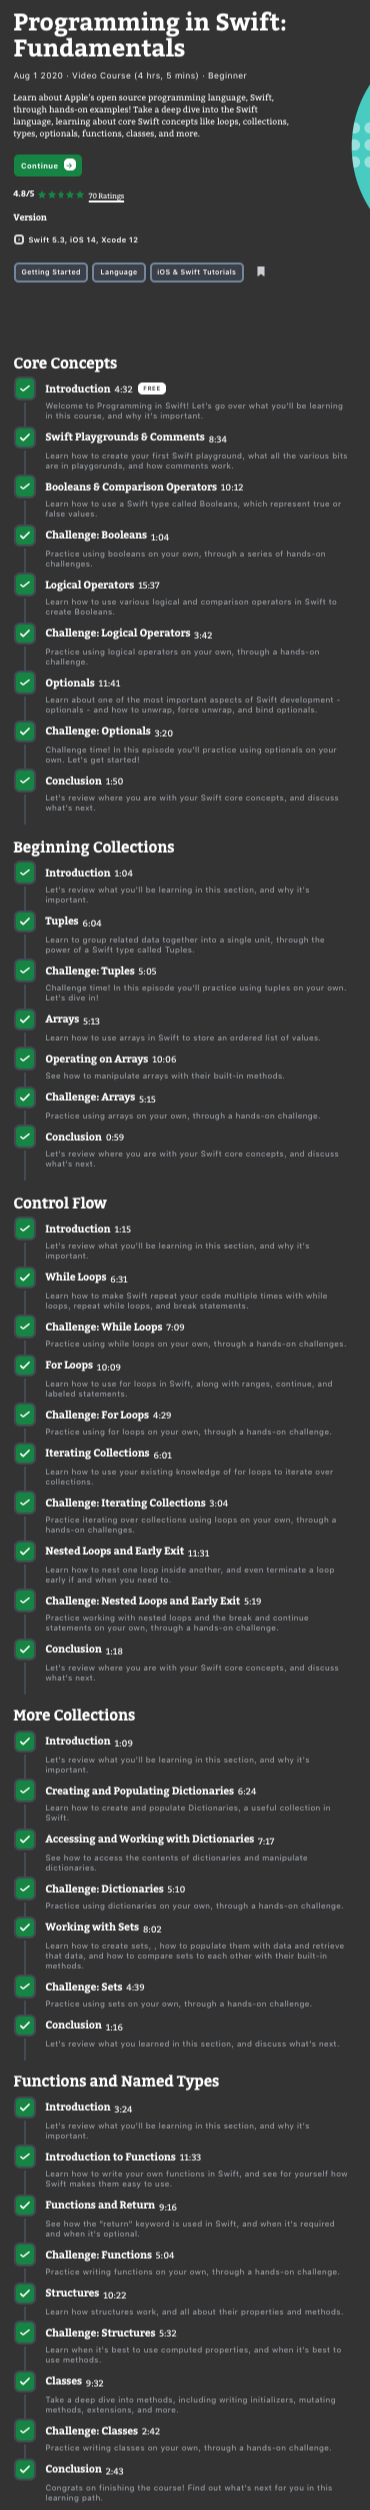 Programming in Swift:
Fundamentals
Aug 1 2020 · Video Course (4 hrs, 5 mins) · Beginner
Learn about Apple's open source programming language, Swift,
through hands-on examples! Take a deep dive into the Swift
language, learning about core Swift concepts like loops, collections,
types, optionals, functions, classes, and more.
Continue
4.8/5 70 Ratings
Version
Swift 5.3, iOS 14, Xcode 12
Getting Started Language iOS & Swift Tutorials
Core Concepts
Introduction 4:32 FREE
Welcome to Programming in Swift! Let's go over what you'll be learning
in this course, and why it's important.
Swift Playgrounds & Comments 8:34
Learn how to create your first Swift playground, what all the various bits
are in playgorunds, and how comments work.
Booleans & Comparison Operators 10:12
Learn how to use a Swift type called Booleans, which represent true or
false values.
Challenge: Booleans 1:04
Practice using booleans on your own, through a series of hands-on
challenges.
Logical Operators 15:37
Learn how to use various logical and comparison operators in Swift to
create Booleans.
Challenge: Logical Operators 3:42
Practice using logical operators on your own, through a hands-on
challenge.
Optionals 11:41
Learn about one of the most important aspects of Swift development -
optionals - and how to unwrap, force unwrap, and bind optionals.
Challenge: Optionals 3:20
Challenge time! In this episode you'll practice using optionals on your
own. Let's get started!
Conclusion 1:50
Let's review where you are with your Swift core concepts, and discuss
what's next.
Beginning Collections
Introduction 1:04
Let's review what you'll be learning in this section, and why it's
important.
Tuples 6:04
Learn to group related data together into a single unit, through the
power of a Swift type called Tuples.
Challenge: Tuples 5:05
Challenge time! In this episode you'll practice using tuples on your own.
Let's dive in!
Arrays 5:13
Learn how to use arrays in Swift to store an ordered list of values.
Operating on Arrays 10:06
See how to manipulate arrays with their built-in methods.
Challenge: Arrays 5:15
Practice using arrays on your own, through a hands-on challenge.
Conclusion 0:59
Let's review where you are with your Swift core concepts, and discuss
what's next.
Control Flow
Introduction 1:15
Let's review what you'll be learning in this section, and why it's
important.
While Loops 6:31
Learn how to make Swift repeat your code multiple times with while
loops, repeat while loops, and break statements.
Challenge: While Loops 7:09
Practice using while loops on your own, through a hands-on challenges.
For Loops 10:09
Learn how to use for loops in Swift, along with ranges, continue, and
labeled statements.
Challenge: For Loops 4:29
Practice using for loops on your own, through a hands-on challenge.
Iterating Collections 6:01
Learn how to use your existing knowledge of for loops to iterate over
collections.
Challenge: Iterating Collections 3:04
Practice iterating over collections using loops on your own, through a
hands-on challenges.
Nested Loops and Early Exit 11:31
Learn how to nest one loop inside another, and even terminate a loop
early if and when you need to.
Challenge: Nested Loops and Early Exit 5:19
Practice working with nested loops and the break and continue
statements on your own, through a hands-on challenge.
Conclusion 1:18
Let's review where you are with your Swift core concepts, and discuss
what's next.
More Collections
Introduction 1:09
Let's review what you'll be learning in this section, and why it's
important.
Creating and Populating Dictionaries 6:24
Learn how to create and populate Dictionaries, a useful collection in
Swift.
Accessing and Working with Dictionaries 7:17
See how to access the contents of dictionaries and manipulate
dictionaries.
Challenge: Dictionaries 5:10
Practice using dictionaries on your own, through a hands-on challenge.
Working with Sets 8:02
Learn how to create sets, , how to populate them with data and retrieve
that data, and how to compare sets to each other with their built-in
methods.
Challenge: Sets 4:39
Practice using sets on your own, through a hands-on challenge.
Conclusion 1:16
Let's review what you learned in this section, and discuss what's next.
Functions and Named Types
Introduction 3:24
Let's review what you'll be learning in this section, and why it's
important.
Introduction to Functions 11:33
Learn how to write your own functions in Swift, and see for yourself how
Swift makes them easy to use.
Functions and Return 9:16
See how the "return" keyword is used in Swift, and when it's required
and when it's optional.
Challenge: Functions 5:04
Practice writing functions on your own, through a hands-on challenge.
Structures 10:22
Learn how structures work, and all about their properties and methods.
Challenge: Structures 5:32
Learn when it's best to use computed properties, and when it's best to
use methods.
Classes 9:32
Take a deep dive into methods, including writing initializers, mutating
methods, extensions, and more.
Challenge: Classes 2:42
Practice writing classes on your own, through a hands-on challenge.
Conclusion 2:43
Congrats on finishing the course! Find out what's next for you in this
learning path.